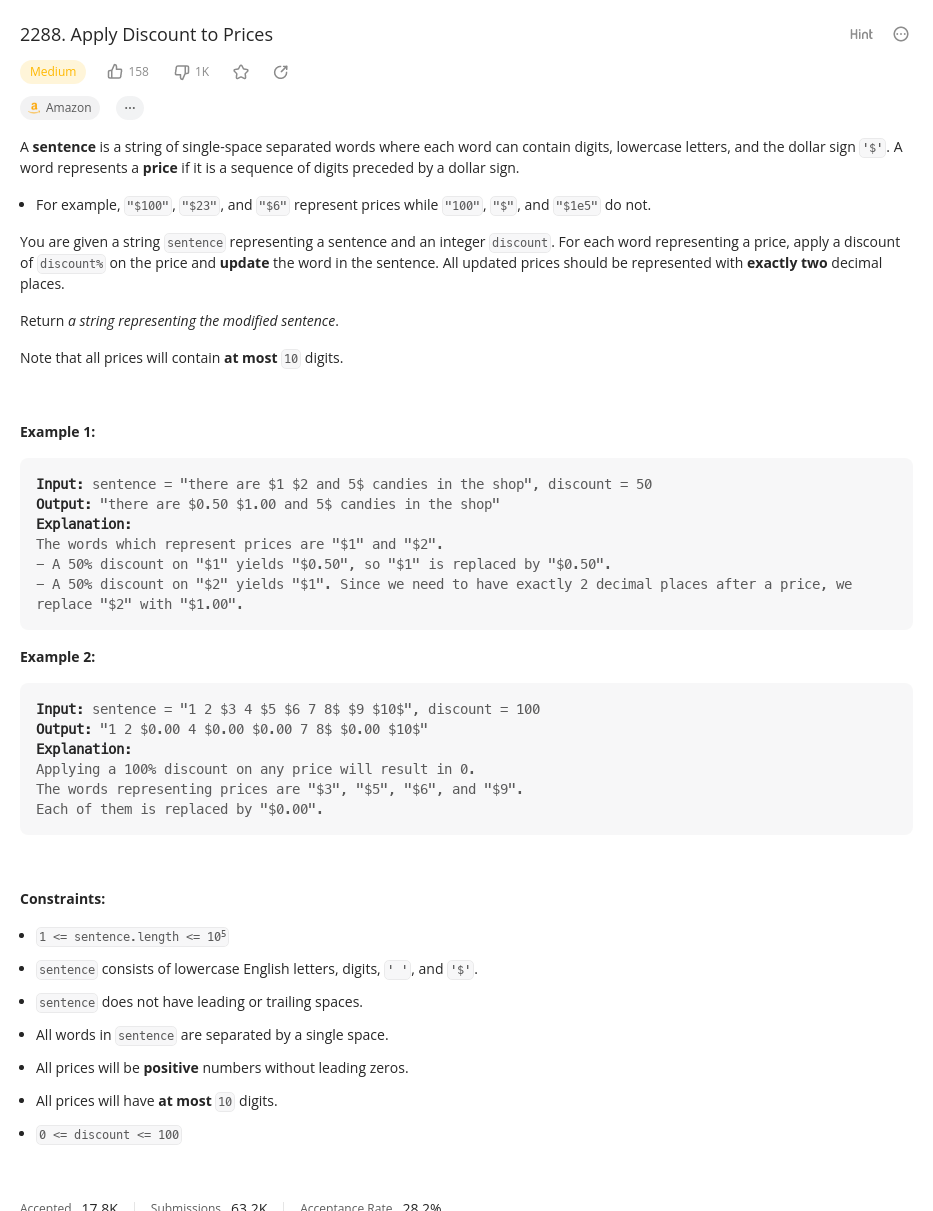 2288. Apply Discount to Prices
Hint
Medium 158 1K
a Amazon ...
A sentence is a string of single-space separated words where each word can contain digits, lowercase letters, and the dollar sign '$'. A
word represents a price if it is a sequence of digits preceded by a dollar sign.
• For example, "$100", "$23", and "$6" represent prices while "100", "$", and "$1e5" do not.
You are given a string sentence representing a sentence and an integer discount. For each word representing a price, apply a discount
of discount% on the price and update the word in the sentence. All updated prices should be represented with exactly two decimal
places.
Return a string representing the modified sentence.
Note that all prices will contain at most 10 digits.
Example 1:
Input: sentence = "there are $1 $2 and 5$ candies in the shop", discount = 50
Output: "there are $0.50 $1.00 and 5$ candies in the shop"
Explanation:
The words which represent prices are "$1" and "$2".
– A 50% discount on "$1" yields "$0.50", so "$1" is replaced by "$0.50".
– A 50% discount on "$2" yields "$1". Since we need to have exactly 2 decimal places after a price, we
replace "$2" with "$1.00".
Example 2:
Input: sentence = "1 2 $3 4 $5 $6 7 8$ $9 $10$", discount = 100
Output: "1 2 $0.00 4 $0.00 $0.00 7 8$ $0.00 $10$"
Explanation:
Applying a 100% discount on any price will result in 0.
The words representing prices are "$3", "$5", "$6", and "$9".
Each of them is replaced by "$0.00".
Constraints:
• 1 <= sentence.length <= 10⁵
• sentence consists of lowercase English letters, digits, ' ', and '$'.
• sentence does not have leading or trailing spaces.
• All words in sentence are separated by a single space.
• All prices will be positive numbers without leading zeros.
• All prices will have at most 10 digits.
• 0 <= discount <= 100
Accepted 17.8K Submissions 63.2K Acceptance Rate 28.2%